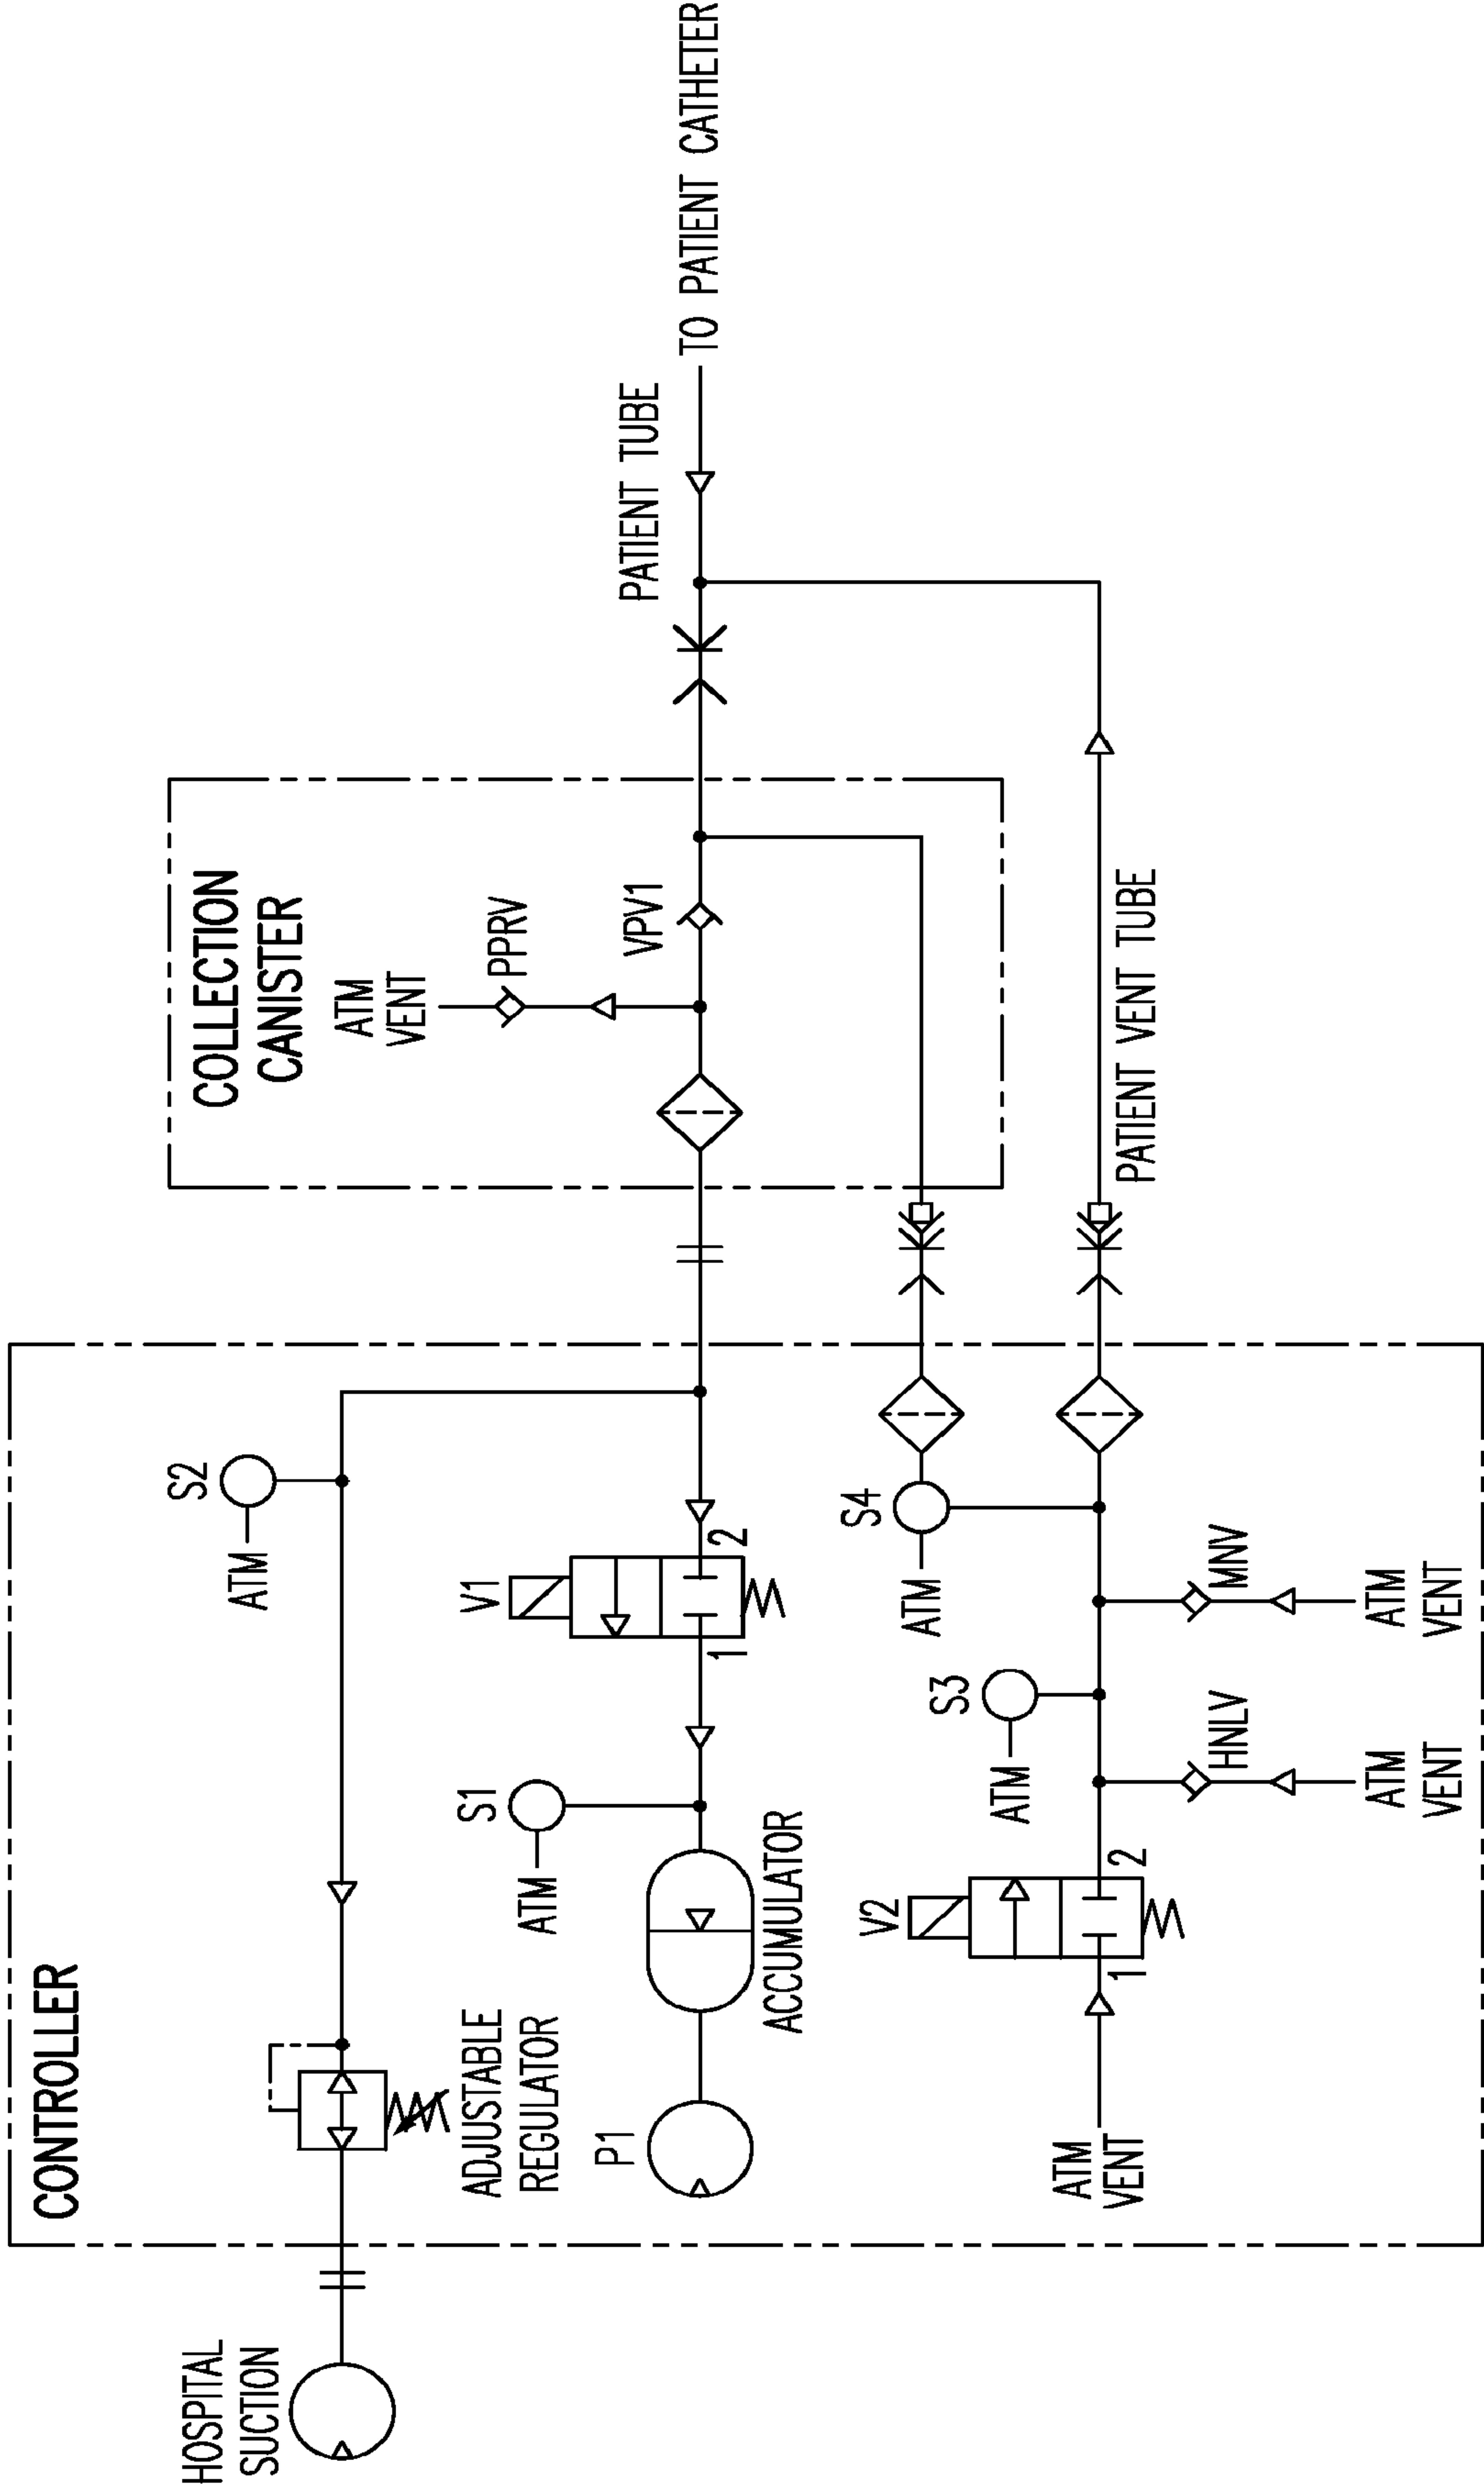 CONTROLLER
HOSPITAL
SUCTION
ADJUSTABLE
REGULATOR
ATM
S2
COLLECTION
CANISTER
ATM
VENT
PPRV
VPV1
P1
ACCUMULATOR
ATM
S1
V1
1
2
PATIENT TUBE
TO PATIENT CATHETER
ATM
VENT
V2
1
2
ATM
S3
ATM
S4
HNLV
ATM
VENT
MNV
ATM
VENT
PATIENT VENT TUBE